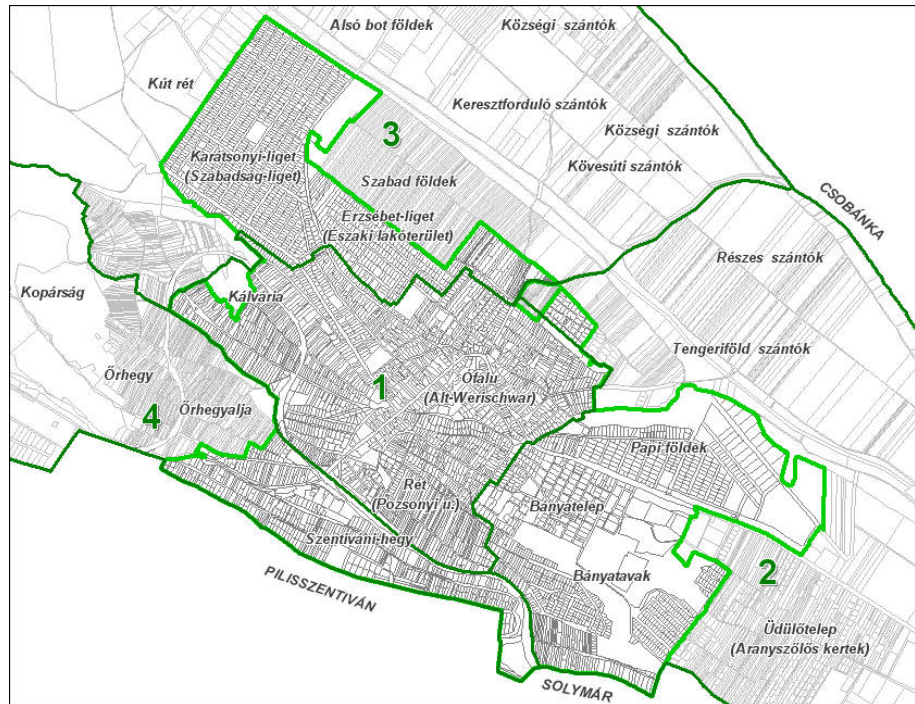 Alsó bot földek
Községi szántók
Kút rét
Keresztforduló szántók
3
Községi szántók
Karátsonyi-liget
(Szabadság-liget)
Kövesúti szántók
Szabad földek
CSOBÁNKA
Erzsébet-liget
(Északi lakóterület)
Részes szántók
Kopárság
Kálvária
Tengeriföld szántók
Őrhegy
1
Ófalu
(Alt-Werischwar)
4
Őrhegyalja
Papi földek
Rét
(Pozsonyi u.)
Bányatelep
Szentiváni-hegy
PILISSZENTIVÁN
Bányatavak
2
Üdülőtelep
(Aranyszőlős kertek)
SOLYMÁR